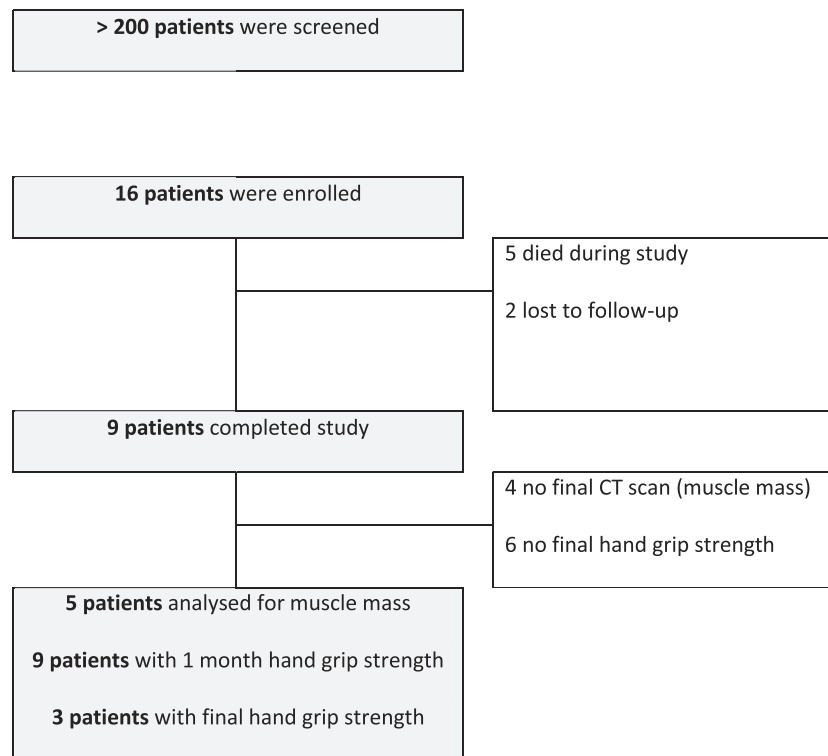 > 200 patients were screened
16 patients were enrolled
5 died during study
2 lost to follow-up
9 patients completed study
4 no final CT scan (muscle mass)
6 no final hand grip strength
5 patients analysed for muscle mass
9 patients with 1 month hand grip strength
3 patients with final hand grip strength